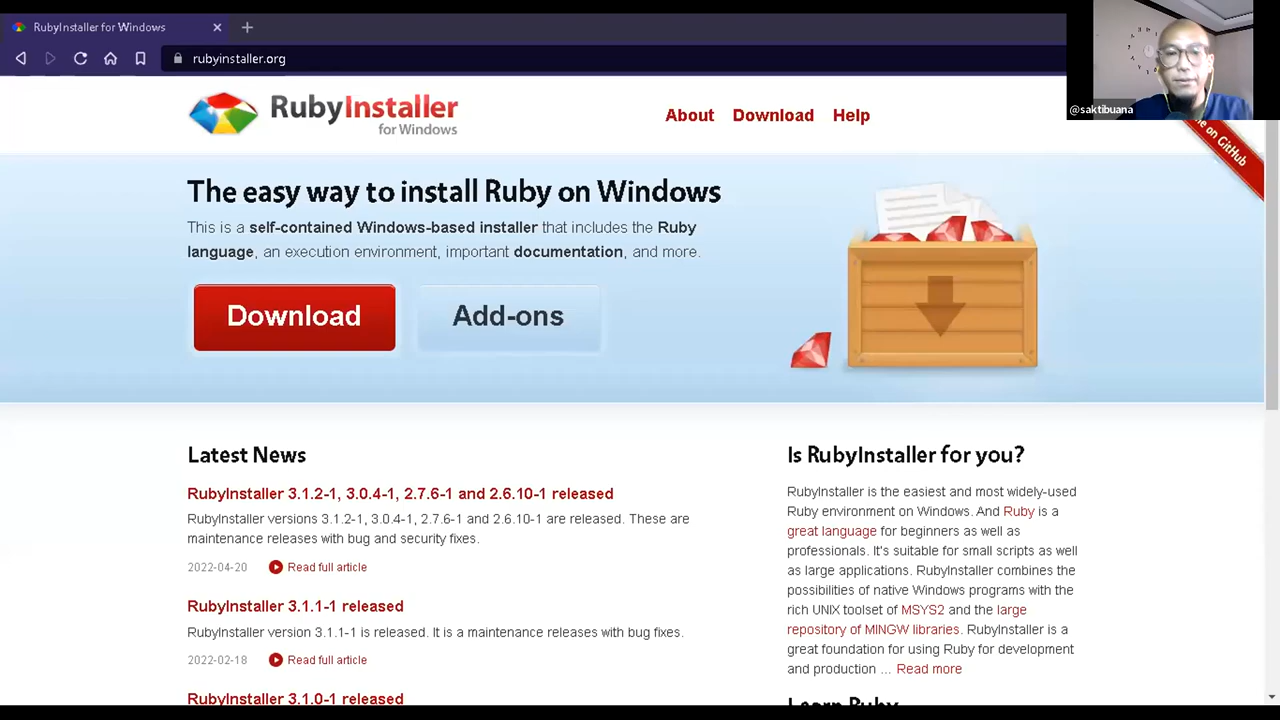 RubyInstaller for Windows
rubyinstaller.org
@saktibuana
RubyInstaller
for Windows
About Download Help
on GitHub
The easy way to install Ruby on Windows
This is a self-contained Windows-based installer that includes the Ruby
language, an execution environment, important documentation, and more.
Download Add-ons
Latest News
RubyInstaller 3.1.2-1, 3.0.4-1, 2.7.6-1 and 2.6.10-1 released
RubyInstaller versions 3.1.2-1, 3.0.4-1, 2.7.6-1 and 2.6.10-1 are released. These are
maintenance releases with bug and security fixes.
2022-04-20 Read full article
RubyInstaller 3.1.1-1 released
RubyInstaller version 3.1.1-1 is released. It is a maintenance releases with bug fixes.
2022-02-18 Read full article
RubyInstaller 3.1.0-1 released
Is RubyInstaller for you?
RubyInstaller is the easiest and most widely-used
Ruby environment on Windows. And Ruby is a
great language for beginners as well as
professionals. It's suitable for small scripts as well
as large applications. RubyInstaller combines the
possibilities of native Windows programs with the
rich UNIX toolset of MSYS2 and the large
repository of MINGW libraries. RubyInstaller is a
great foundation for using Ruby for development
and production ... Read more
Learn Ruby